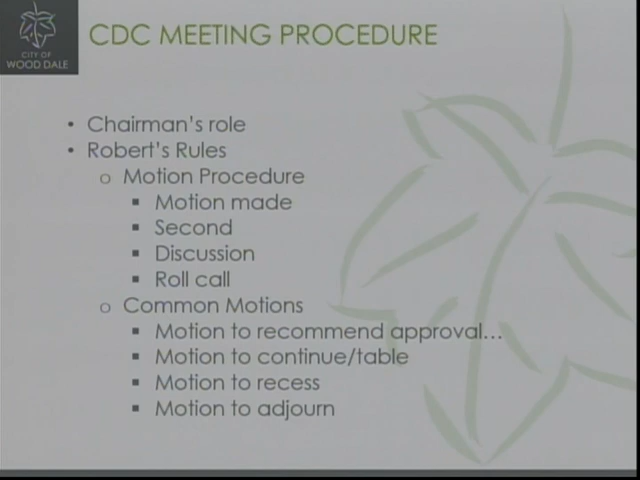 CITY OF
WOOD DALE
CDC MEETING PROCEDURE
• Chairman's role
• Robert's Rules
o Motion Procedure
▪ Motion made
▪ Second
▪ Discussion
▪ Roll call
o Common Motions
▪ Motion to recommend approval...
▪ Motion to continue/table
▪ Motion to recess
▪ Motion to adjourn